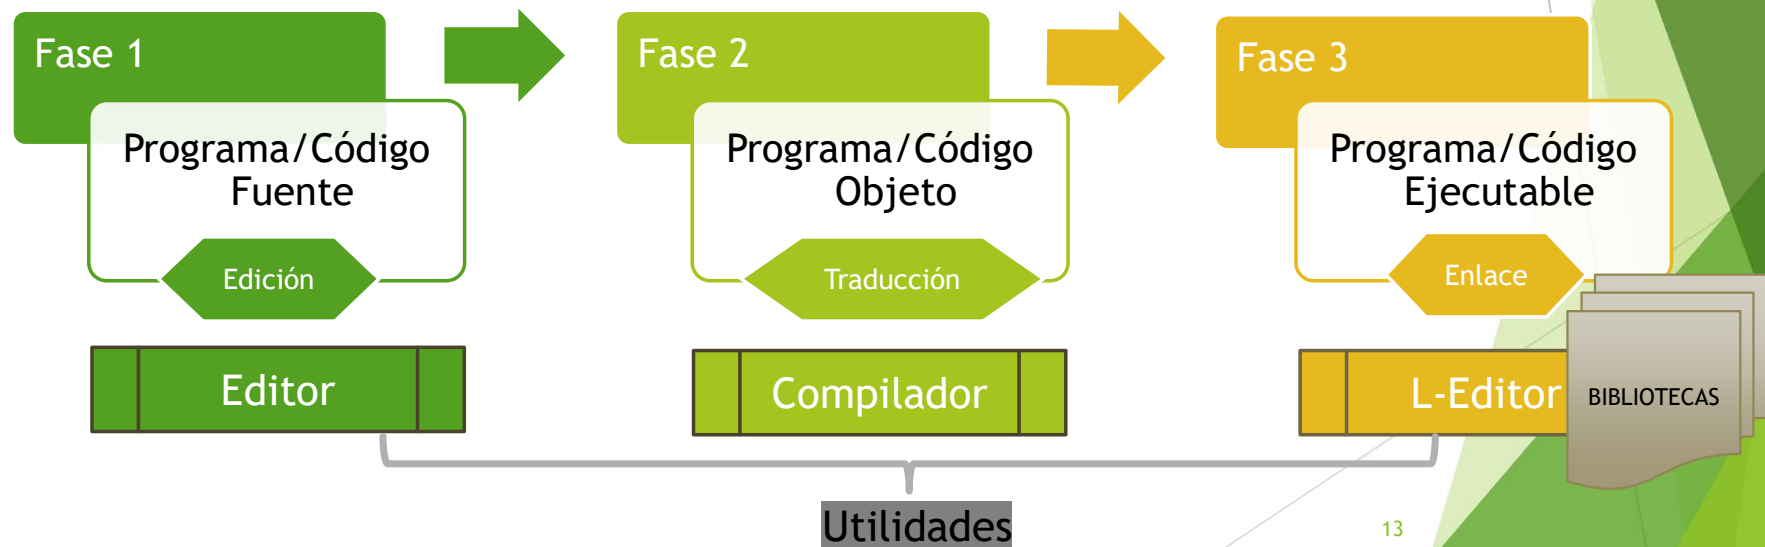 Fase 1
Programa/Código
Fuente
Edición
Editor
Fase 2
Programa/Código
Objeto
Traducción
Compilador
Fase 3
Programa/Código
Ejecutable
Enlace
L-Editor
BIBLIOTECAS
Utilidades
13